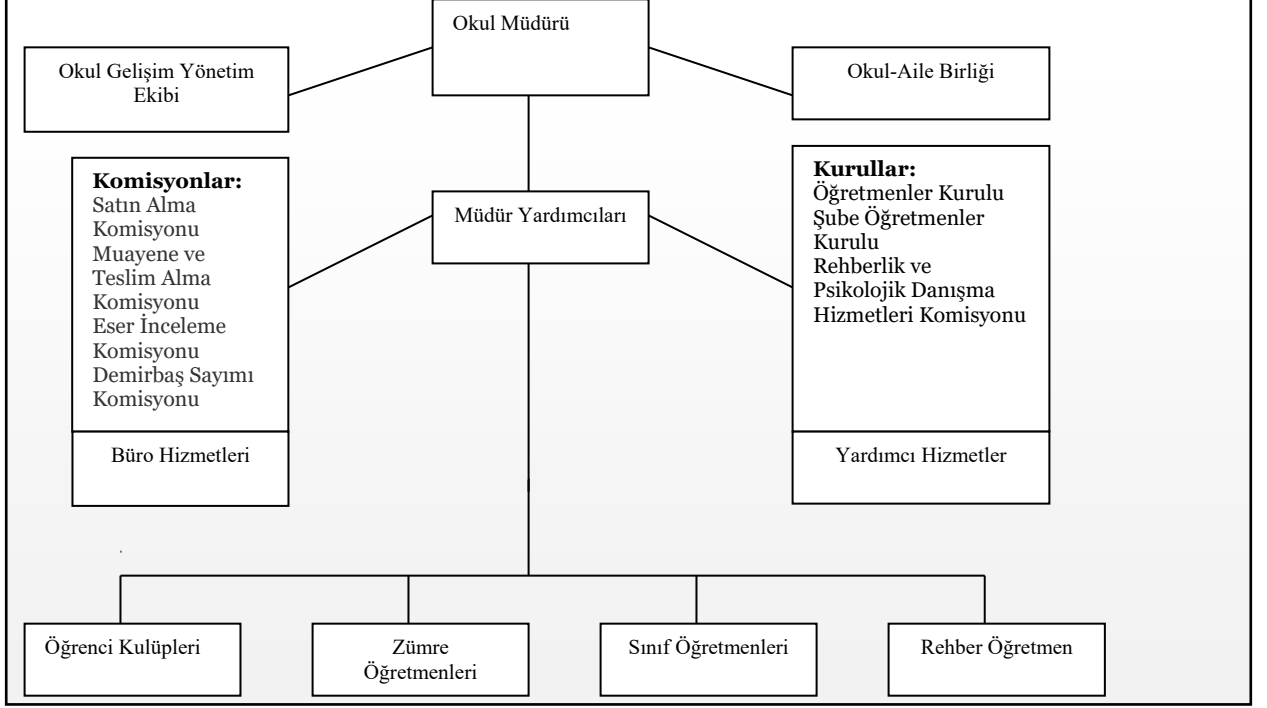 Okul Müdürü
Okul Gelişim Yönetim
Ekibi
Okul-Aile Birliği
Komisyonlar:
Satın Alma
Komisyonu
Muayene ve
Teslim Alma
Komisyonu
Eser İnceleme
Komisyonu
Demirbaş Sayımı
Komisyonu
Müdür Yardımcıları
Kurullar:
Öğretmenler Kurulu
Şube Öğretmenler
Kurulu
Rehberlik ve
Psikolojik Danışma
Hizmetleri Komisyonu
Büro Hizmetleri
Yardımcı Hizmetler
Öğrenci Kulüpleri
Zümre
Öğretmenleri
Sınıf Öğretmenleri
Rehber Öğretmen